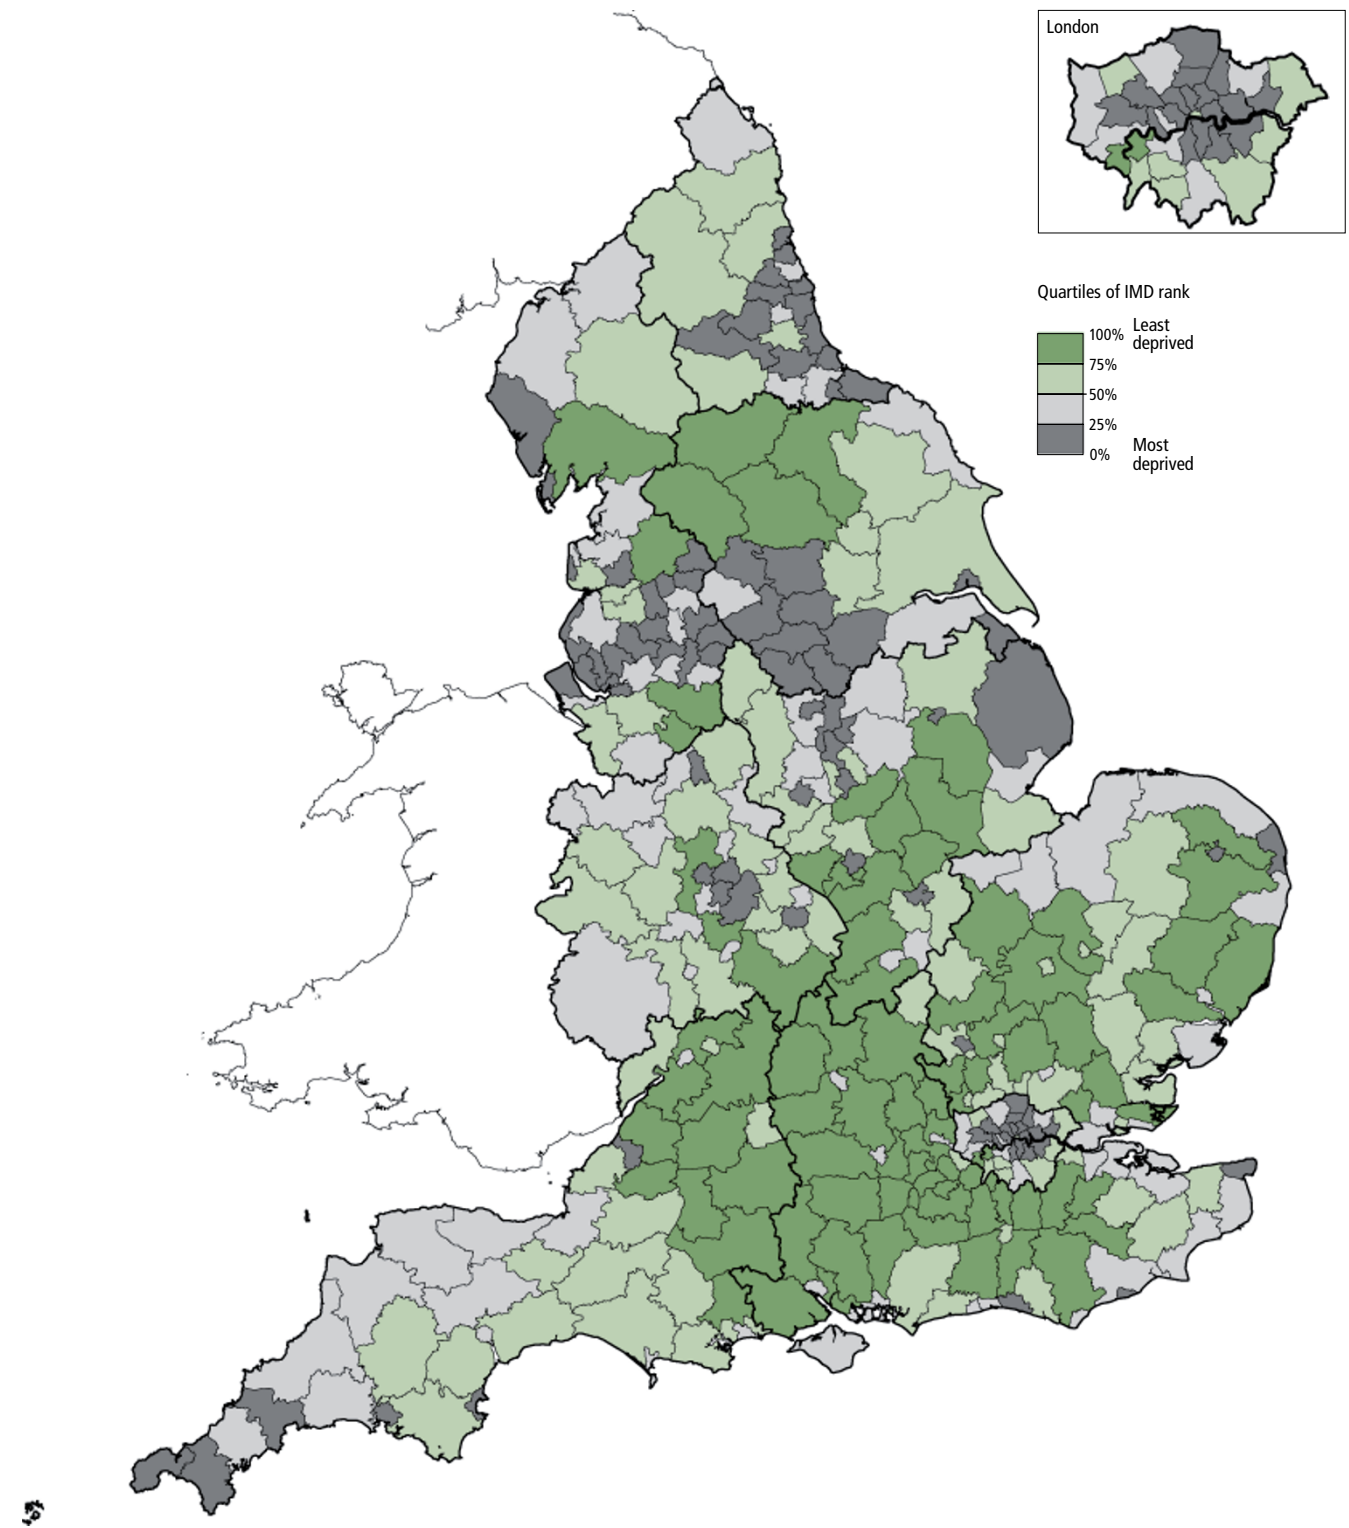 London
Quartiles of IMD rank
100%
Least
deprived
75%
50%
25%
0%
Most
deprived